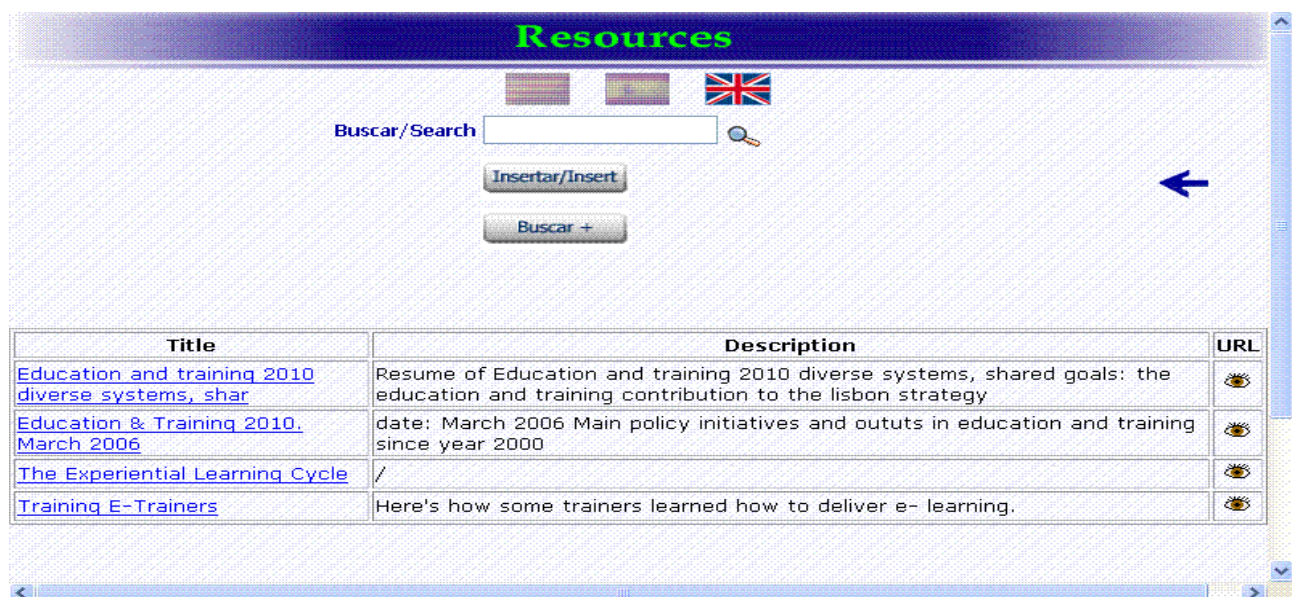 Resources
Buscar/Search
Insertar/Insert
Buscar +
Title Description URL
Education and training 2010 diverse systems, shar
Resume of Education and training 2010 diverse systems, shared goals: the
education and training contribution to the lisbon strategy
Education & Training 2010.
March 2006
date: March 2006 Main policy initiatives and oututs in education and training
since year 2000
The Experiential Learning Cycle /
Training E-Trainers Here's how some trainers learned how to deliver e- learning.